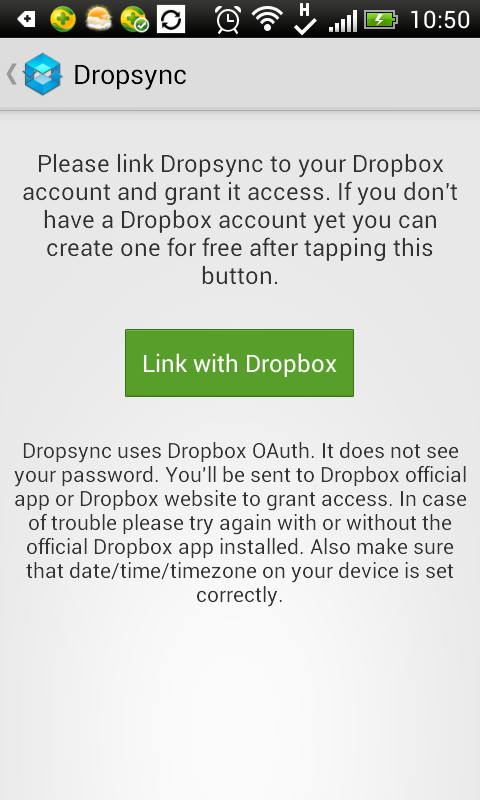 H
10:50
Dropsync
Please link Dropsync to your Dropbox
account and grant it access. If you don't
have a Dropbox account yet you can
create one for free after tapping this
button.
Link with Dropbox
Dropsync uses Dropbox OAuth. It does not see
your password. You'll be sent to Dropbox official
app or Dropbox website to grant access. In case
of trouble please try again with or without the
official Dropbox app installed. Also make sure
that date/time/timezone on your device is set
correctly.